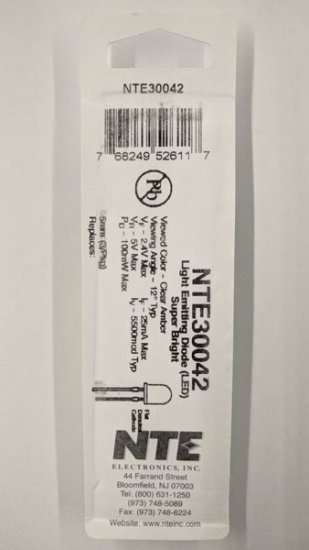 NTE30042
7 68249 52611 7
Pb
NTE30042
Light Emitting Diode (LED)
Super Bright
Viewed Color - Clear Amber
Viewing Angle - 12° Typ
VF - 2.4V Max IF - 25mA Max
VR - 5V Max IV - 5500mcd Typ
PD - 100mW Max
5mm (3/Pkg)
Replaces:
Flat
Denotes
Cathode
NTE
ELECTRONICS, INC.
44 Farrand Street
Bloomfield, NJ 07003
Tel: (800) 631-1250
(973) 748-5089
Fax: (973) 748-6224
Website: www.nteinc.com